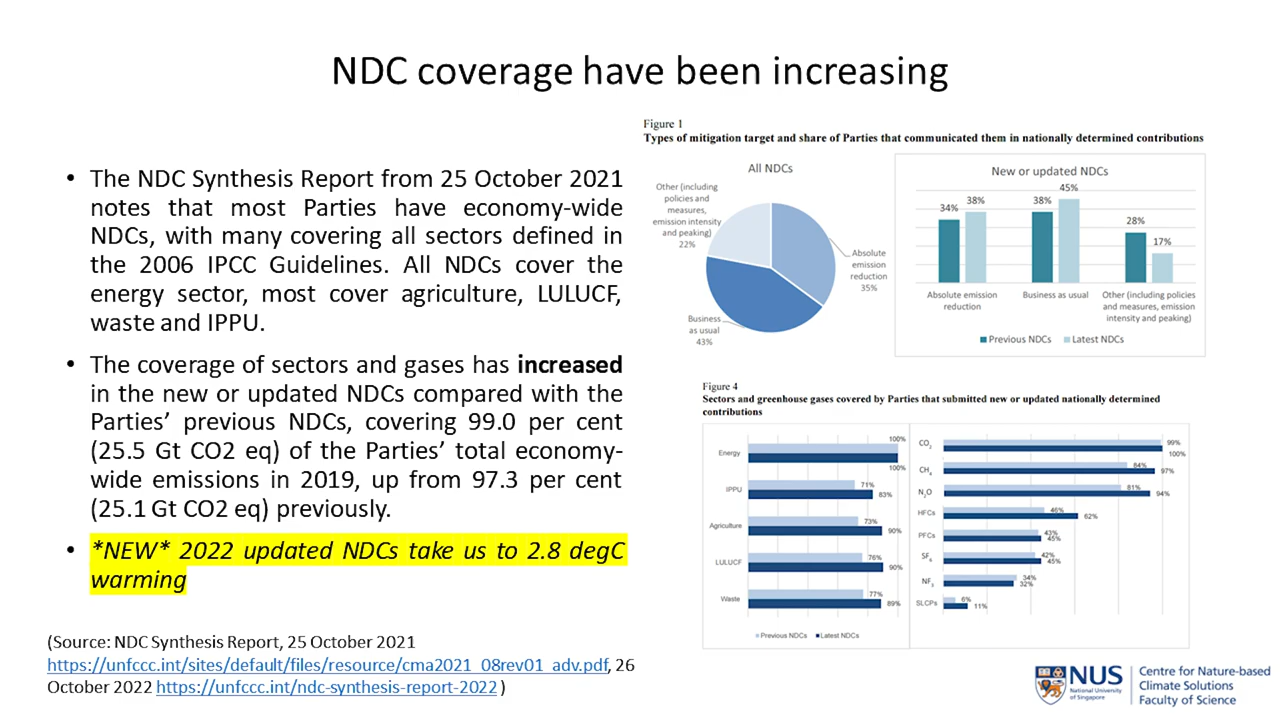 NDC coverage have been increasing
• The NDC Synthesis Report from 25 October 2021
notes that most Parties have economy-wide
NDCs, with many covering all sectors defined in
the 2006 IPCC Guidelines. All NDCs cover the
energy sector, most cover agriculture, LULUCF,
waste and IPPU.
• The coverage of sectors and gases has increased
in the new or updated NDCs compared with the
Parties’ previous NDCs, covering 99.0 per cent
(25.5 Gt CO2 eq) of the Parties’ total economy-
wide emissions in 2019, up from 97.3 per cent
(25.1 Gt CO2 eq) previously.
• *NEW* 2022 updated NDCs take us to 2.8 degC
warming
(Source: NDC Synthesis Report, 25 October 2021
https://unfccc.int/sites/default/files/resource/cma2021_08rev01_adv.pdf, 26
October 2022 https://unfccc.int/ndc-synthesis-report-2022 )
Figure 1
Types of mitigation target and share of Parties that communicated them in nationally determined contributions
All NDCs
Other (including
policies and
measures,
emission intensity
and peaking)
22%
Absolute
emission
reduction
35%
Business
as usual
43%
New or updated NDCs
34%
38%
38%
45%
28%
17%
Absolute emission
reduction
Business as usual
Other (including policies
and measures, emission
intensity and peaking)
Previous NDCs
Latest NDCs
Figure 4
Sectors and greenhouse gases covered by Parties that submitted new or updated nationally determined
contributions
Energy
100%
100%
IPPU
71%
83%
Agriculture
73%
90%
LULUCF
76%
90%
Waste
77%
89%
Previous NDCs
Latest NDCs
CO₂
99%
100%
CH₄
84%
97%
N₂O
81%
94%
HFCs
46%
62%
PFCs
43%
45%
SF₆
42%
45%
NF₃
34%
32%
SLCPs
6%
11%
NUS
National University
of Singapore
Centre for Nature-based
Climate Solutions
Faculty of Science